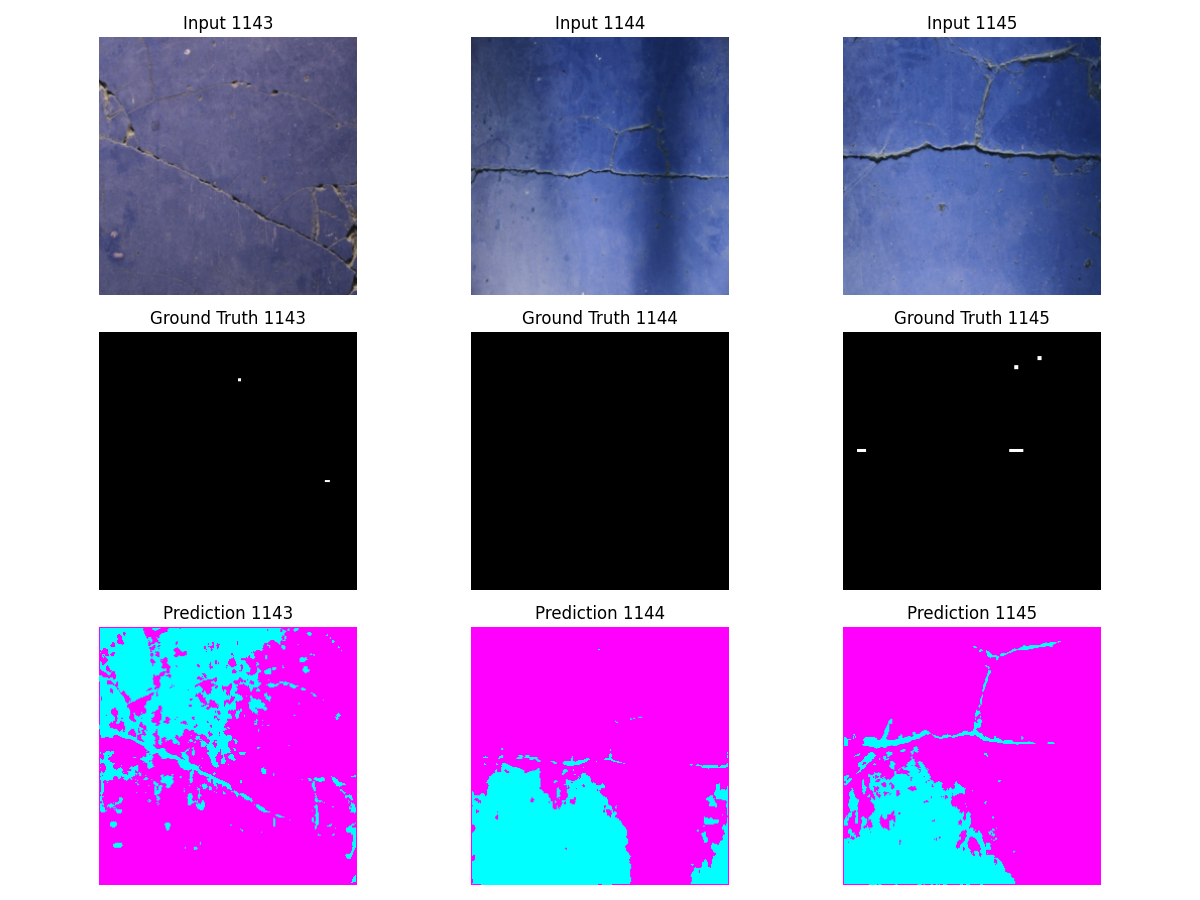 Input 1143
Input 1144
Input 1145
Ground Truth 1143
Ground Truth 1144
Ground Truth 1145
Prediction 1143
Prediction 1144
Prediction 1145